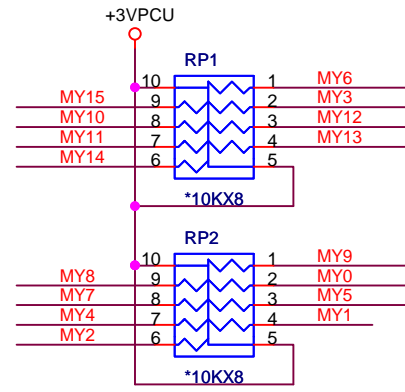 +3VPCU
RP1
10 1 MY6
MY15 9 2 MY3
MY10 8 3 MY12
MY11 7 4 MY13
MY14 6 5
*10KX8
RP2
10 1 MY9
MY8 9 2 MY0
MY7 8 3 MY5
MY4 7 4 MY1
MY2 6 5
*10KX8